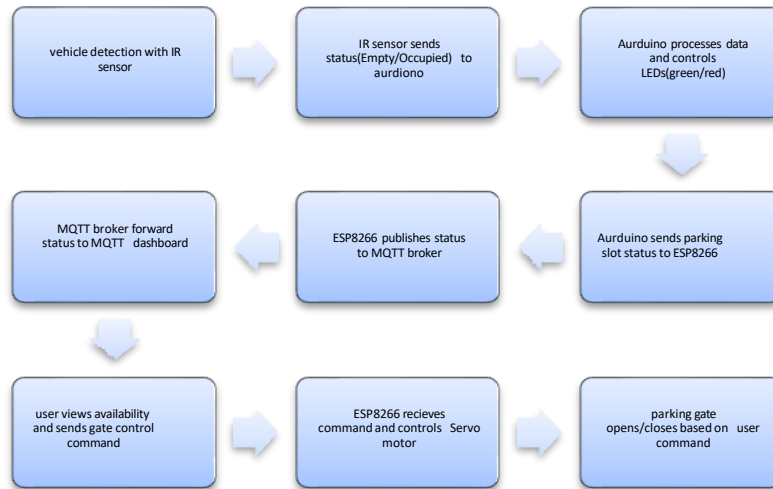 vehicle detection with IR
sensor
IR sensor sends
status(Empty/Occupied) to
aurdiono
Aurduino processes data
and controls
LEDs(green/red)
Aurduino sends parking
slot status to ESP8266
ESP8266 publishes status
to MQTT broker
MQTT broker forward
status to MQTT dashboard
user views availability
and sends gate control
command
ESP8266 recieves
command and controls Servo
motor
parking gate
opens/closes based on user
command